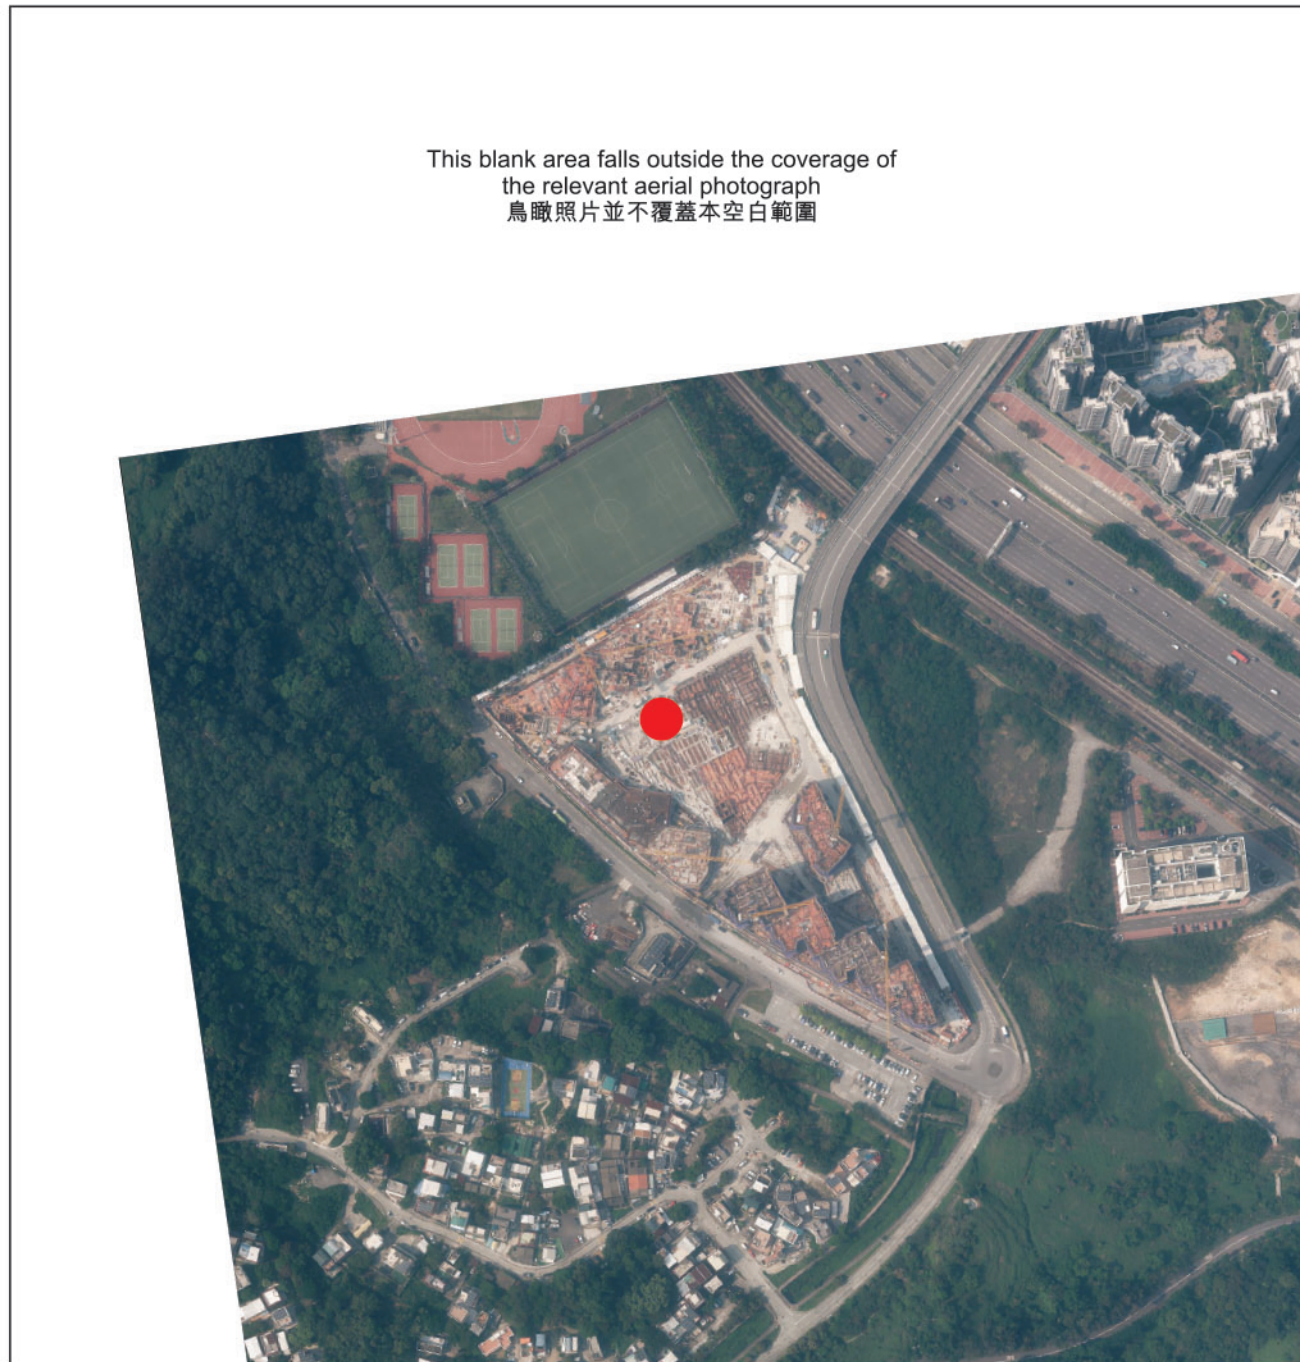 This blank area falls outside the coverage of
the relevant aerial photograph
鳥瞰照片並不覆蓋本空白範圍